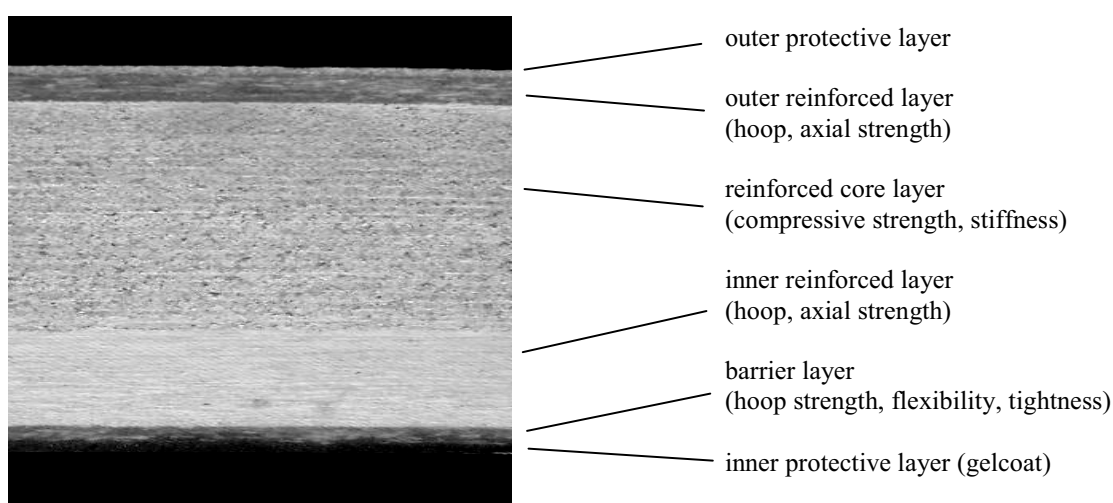 outer protective layer
outer reinforced layer
(hoop, axial strength)
reinforced core layer
(compressive strength, stiffness)
inner reinforced layer
(hoop, axial strength)
barrier layer
(hoop strength, flexibility, tightness)
inner protective layer (gelcoat)